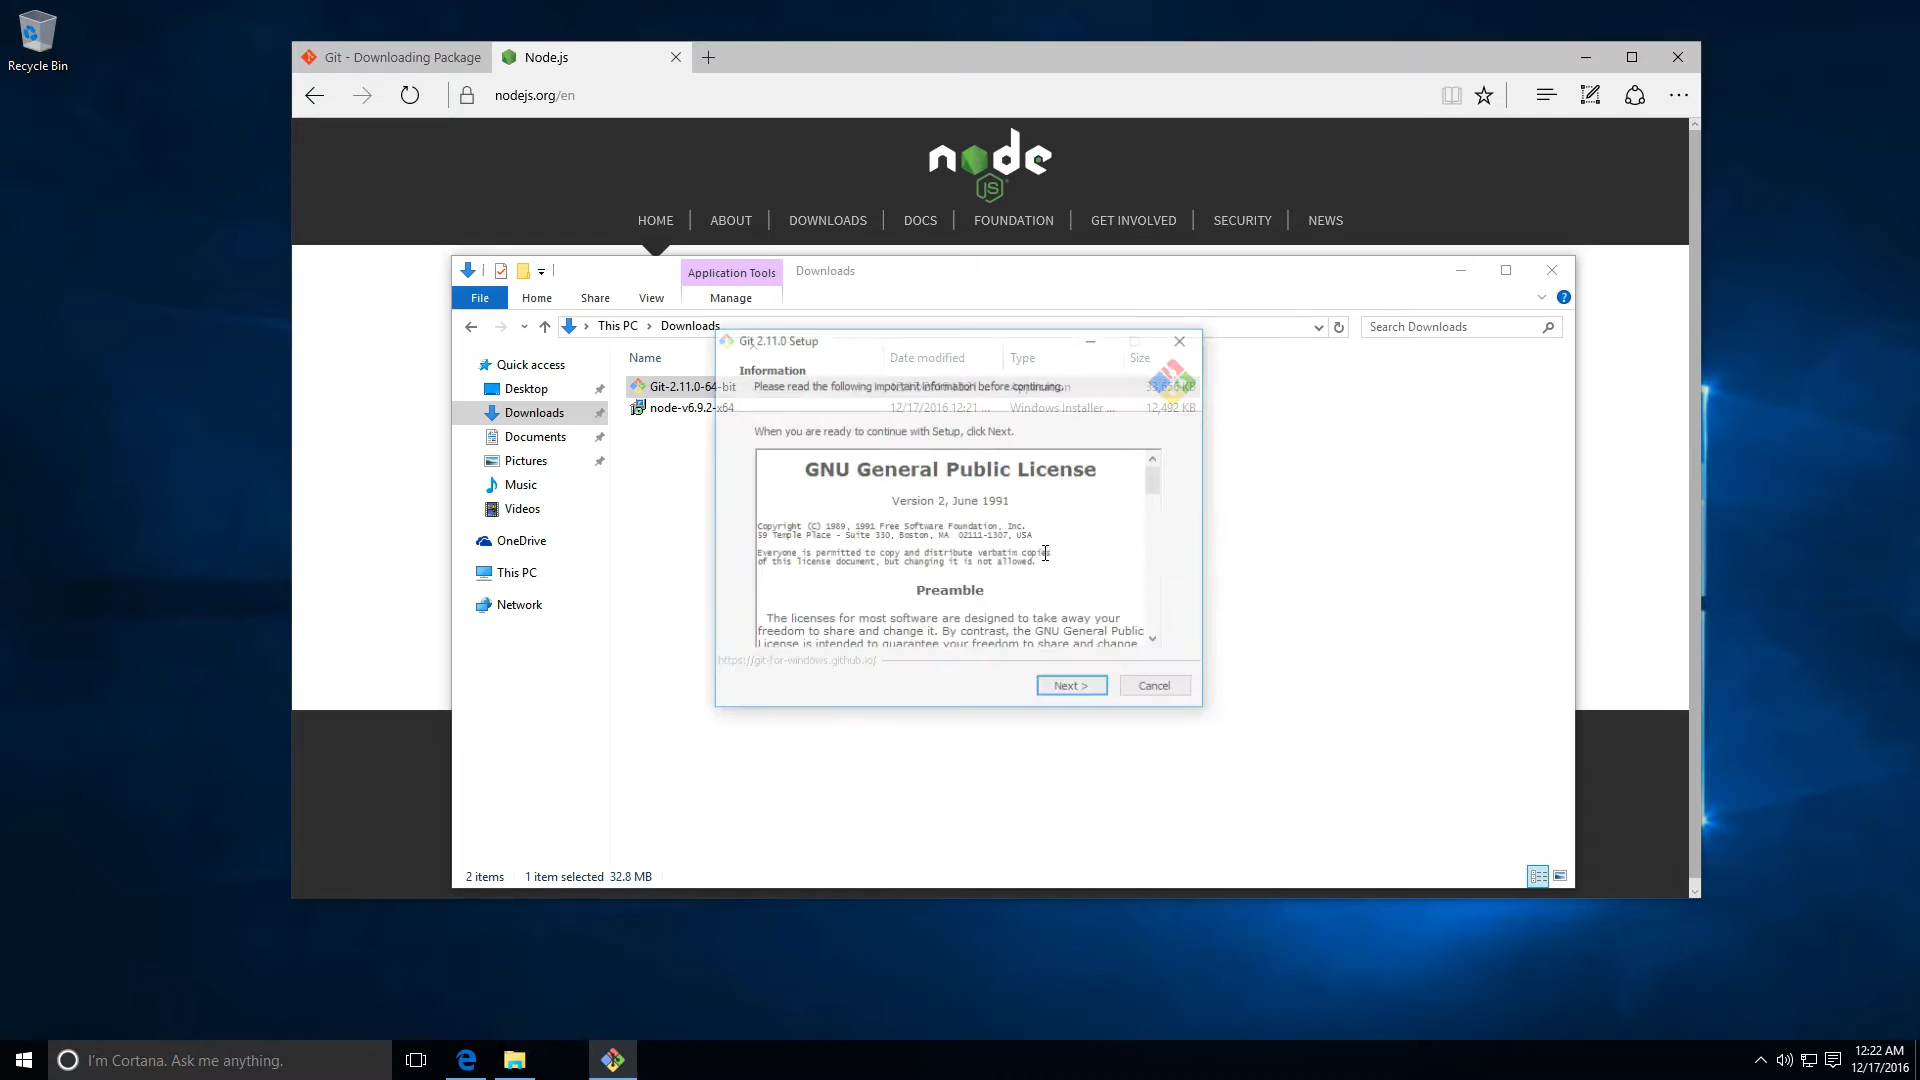 Recycle Bin
Git - Downloading Package
Node.js
nodejs.org/en
node
JS
HOME
ABOUT
DOWNLOADS
DOCS
FOUNDATION
GET INVOLVED
SECURITY
NEWS
Application Tools
Downloads
File
Home
Share
View
Manage
This PC
Downloads
Search Downloads
Name
Date modified
Type
Size
Quick access
Desktop
Downloads
Documents
Pictures
Music
Videos
OneDrive
This PC
Network
Git-2.11.0-64-bit
node-v6.9.2-x64
12/17/2016 12:21 ...
Windows Installer ...
12,492 KB
Git 2.11.0 Setup
Information
Please read the following important information before continuing.
When you are ready to continue with Setup, click Next.
GNU General Public License
Version 2, June 1991
Copyright (C) 1989, 1991 Free Software Foundation, Inc.
59 Temple Place - Suite 330, Boston, MA 02111-1307, USA
Everyone is permitted to copy and distribute verbatim copies
of this license document, but changing it is not allowed.
Preamble
The licenses for most software are designed to take away your
freedom to share and change it. By contrast, the GNU General Public
License is intended to guarantee your freedom to share and change
https://git-for-windows.github.io/
Next >
Cancel
2 items
1 item selected 32.8 MB
I'm Cortana. Ask me anything.
12:22 AM
12/17/2016